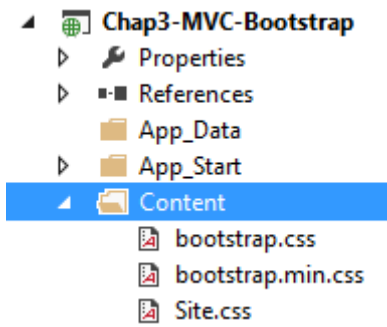 Chap3-MVC-Bootstrap
Properties
References
App_Data
App_Start
Content
bootstrap.css
bootstrap.min.css
Site.css